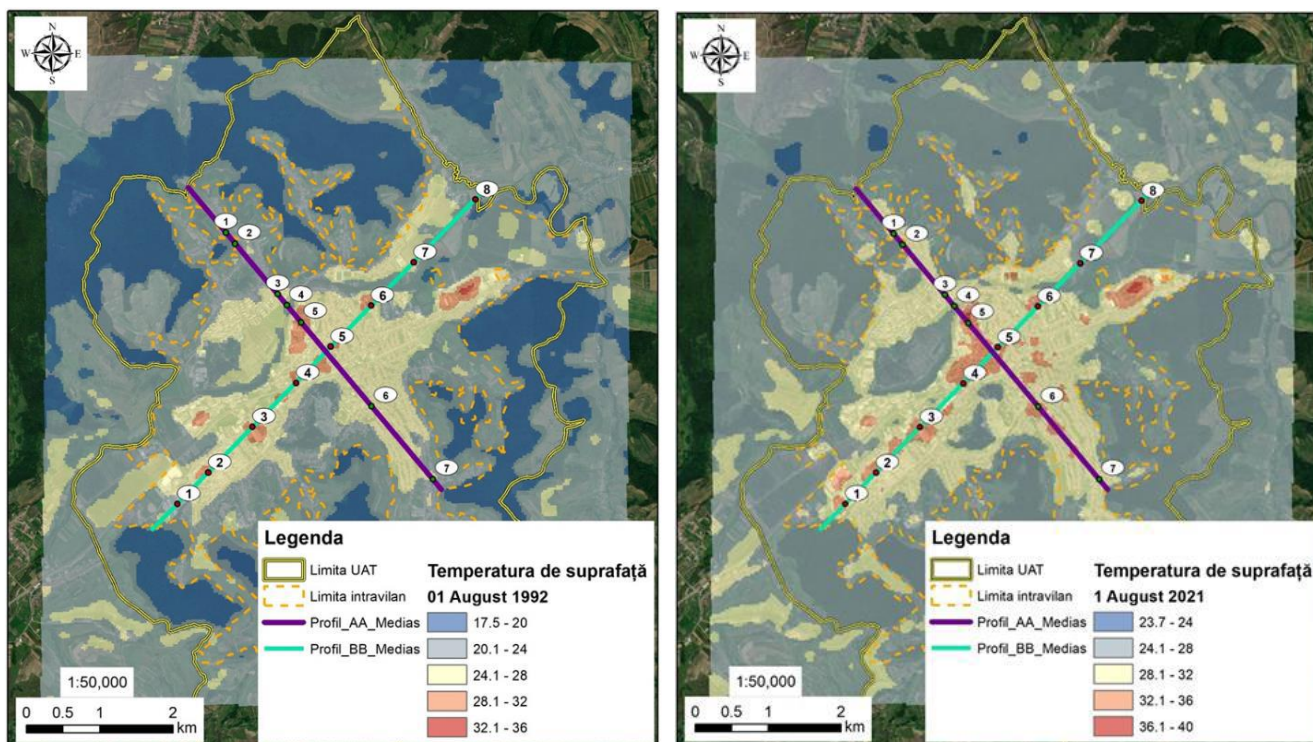 N
W E
S
1
2
3
4
5
6
7
8
7
6
5
4
3
2
1
Legenda
Limita UAT
Limita intravilan
Profil_AA_Medias
Profil_BB_Medias
Temperatura de suprafață
01 August 1992
17.5 - 20
20.1 - 24
24.1 - 28
28.1 - 32
32.1 - 36
1:50,000
0 0.5 1 2
km
N
W E
S
1
2
3
4
5
6
7
8
7
6
5
4
3
2
1
Legenda
Limita UAT
Limita intravilan
Profil_AA_Medias
Profil_BB_Medias
Temperatura de suprafață
1 August 2021
23.7 - 24
24.1 - 28
28.1 - 32
32.1 - 36
36.1 - 40
1:50,000
0 0.5 1 2
km